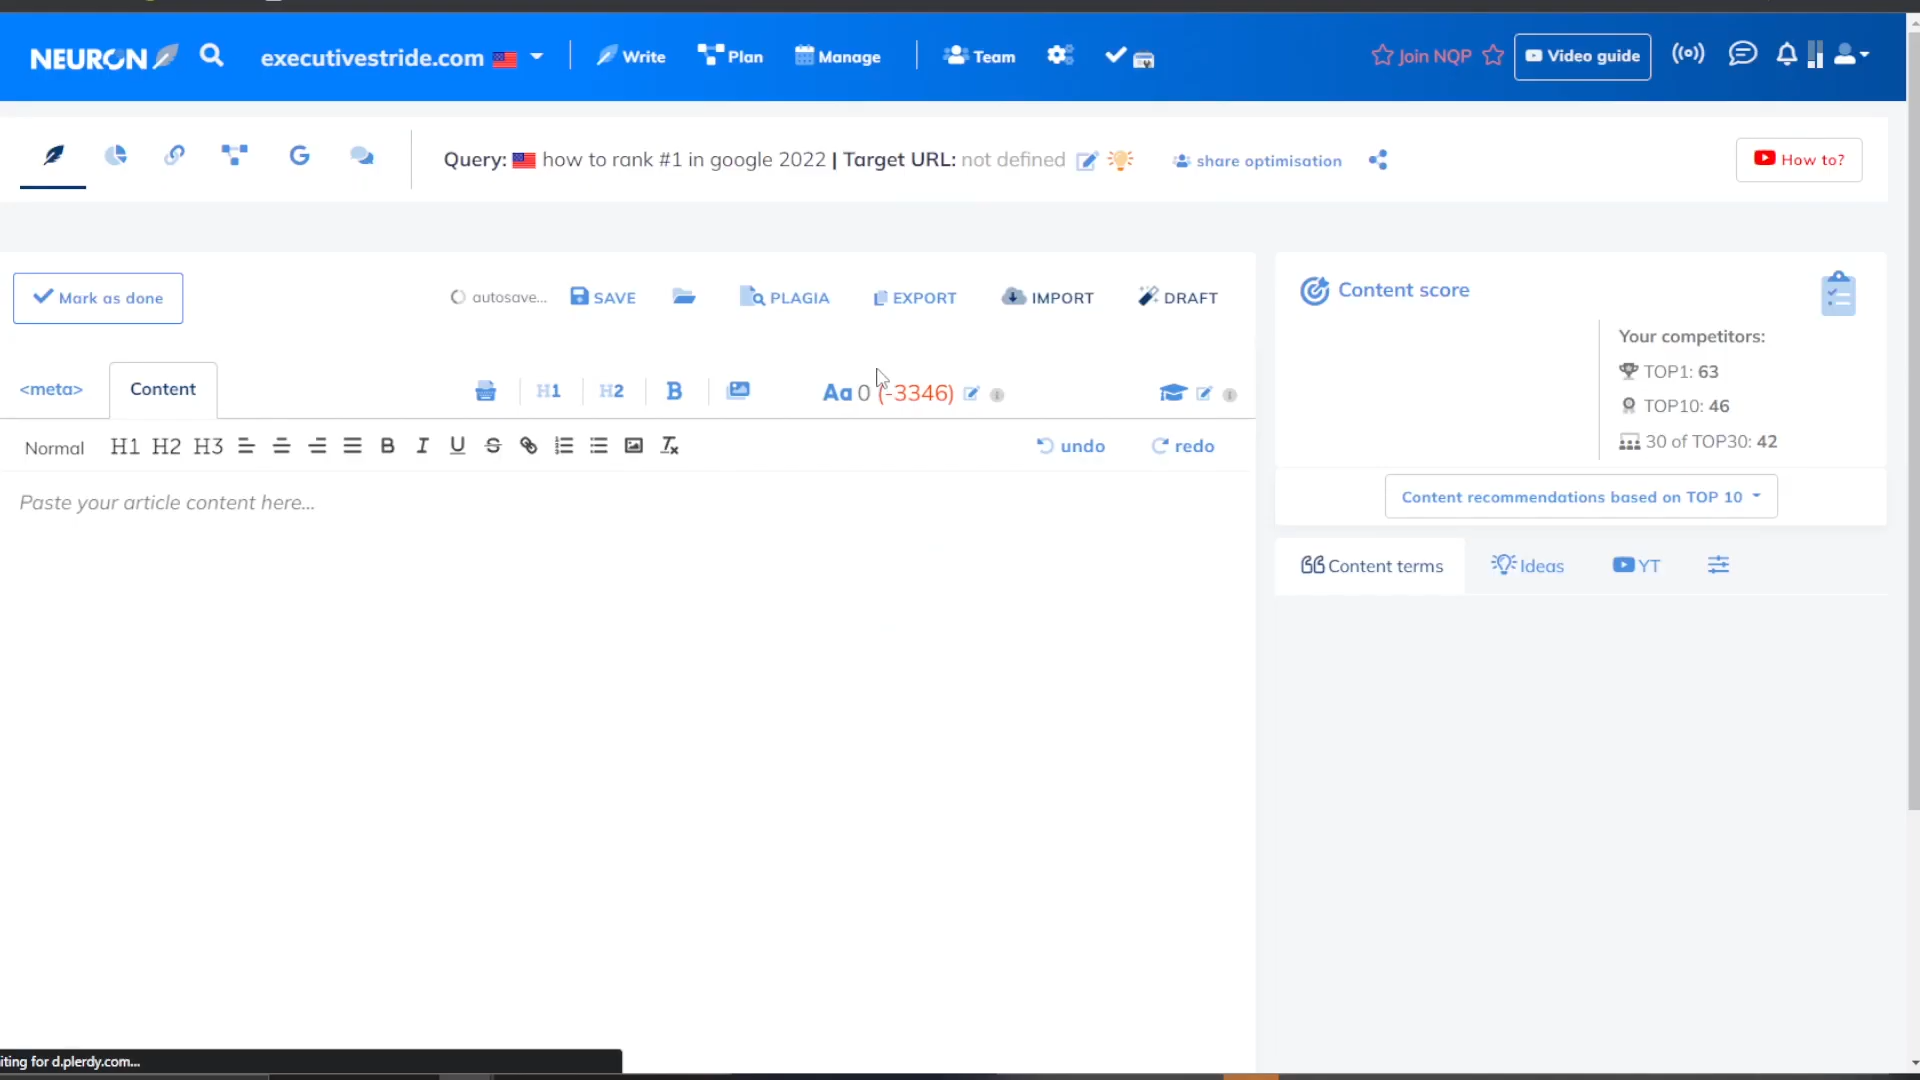 NEURON executivestride.com Write Plan Manage Team Join NQP Video guide
Query: how to rank #1 in google 2022 | Target URL: not defined share optimisation How to?
Mark as done autosave... SAVE PLAGIA EXPORT IMPORT DRAFT
<meta> Content H1 H2 B Aa 0 (-3346)
Normal H1 H2 H3 B I U S Tx undo redo
Paste your article content here...
Content score
Your competitors:
TOP1: 63
TOP10: 46
30 of TOP30: 42
Content recommendations based on TOP 10
Content terms Ideas YT
iting for d.plerdy.com...